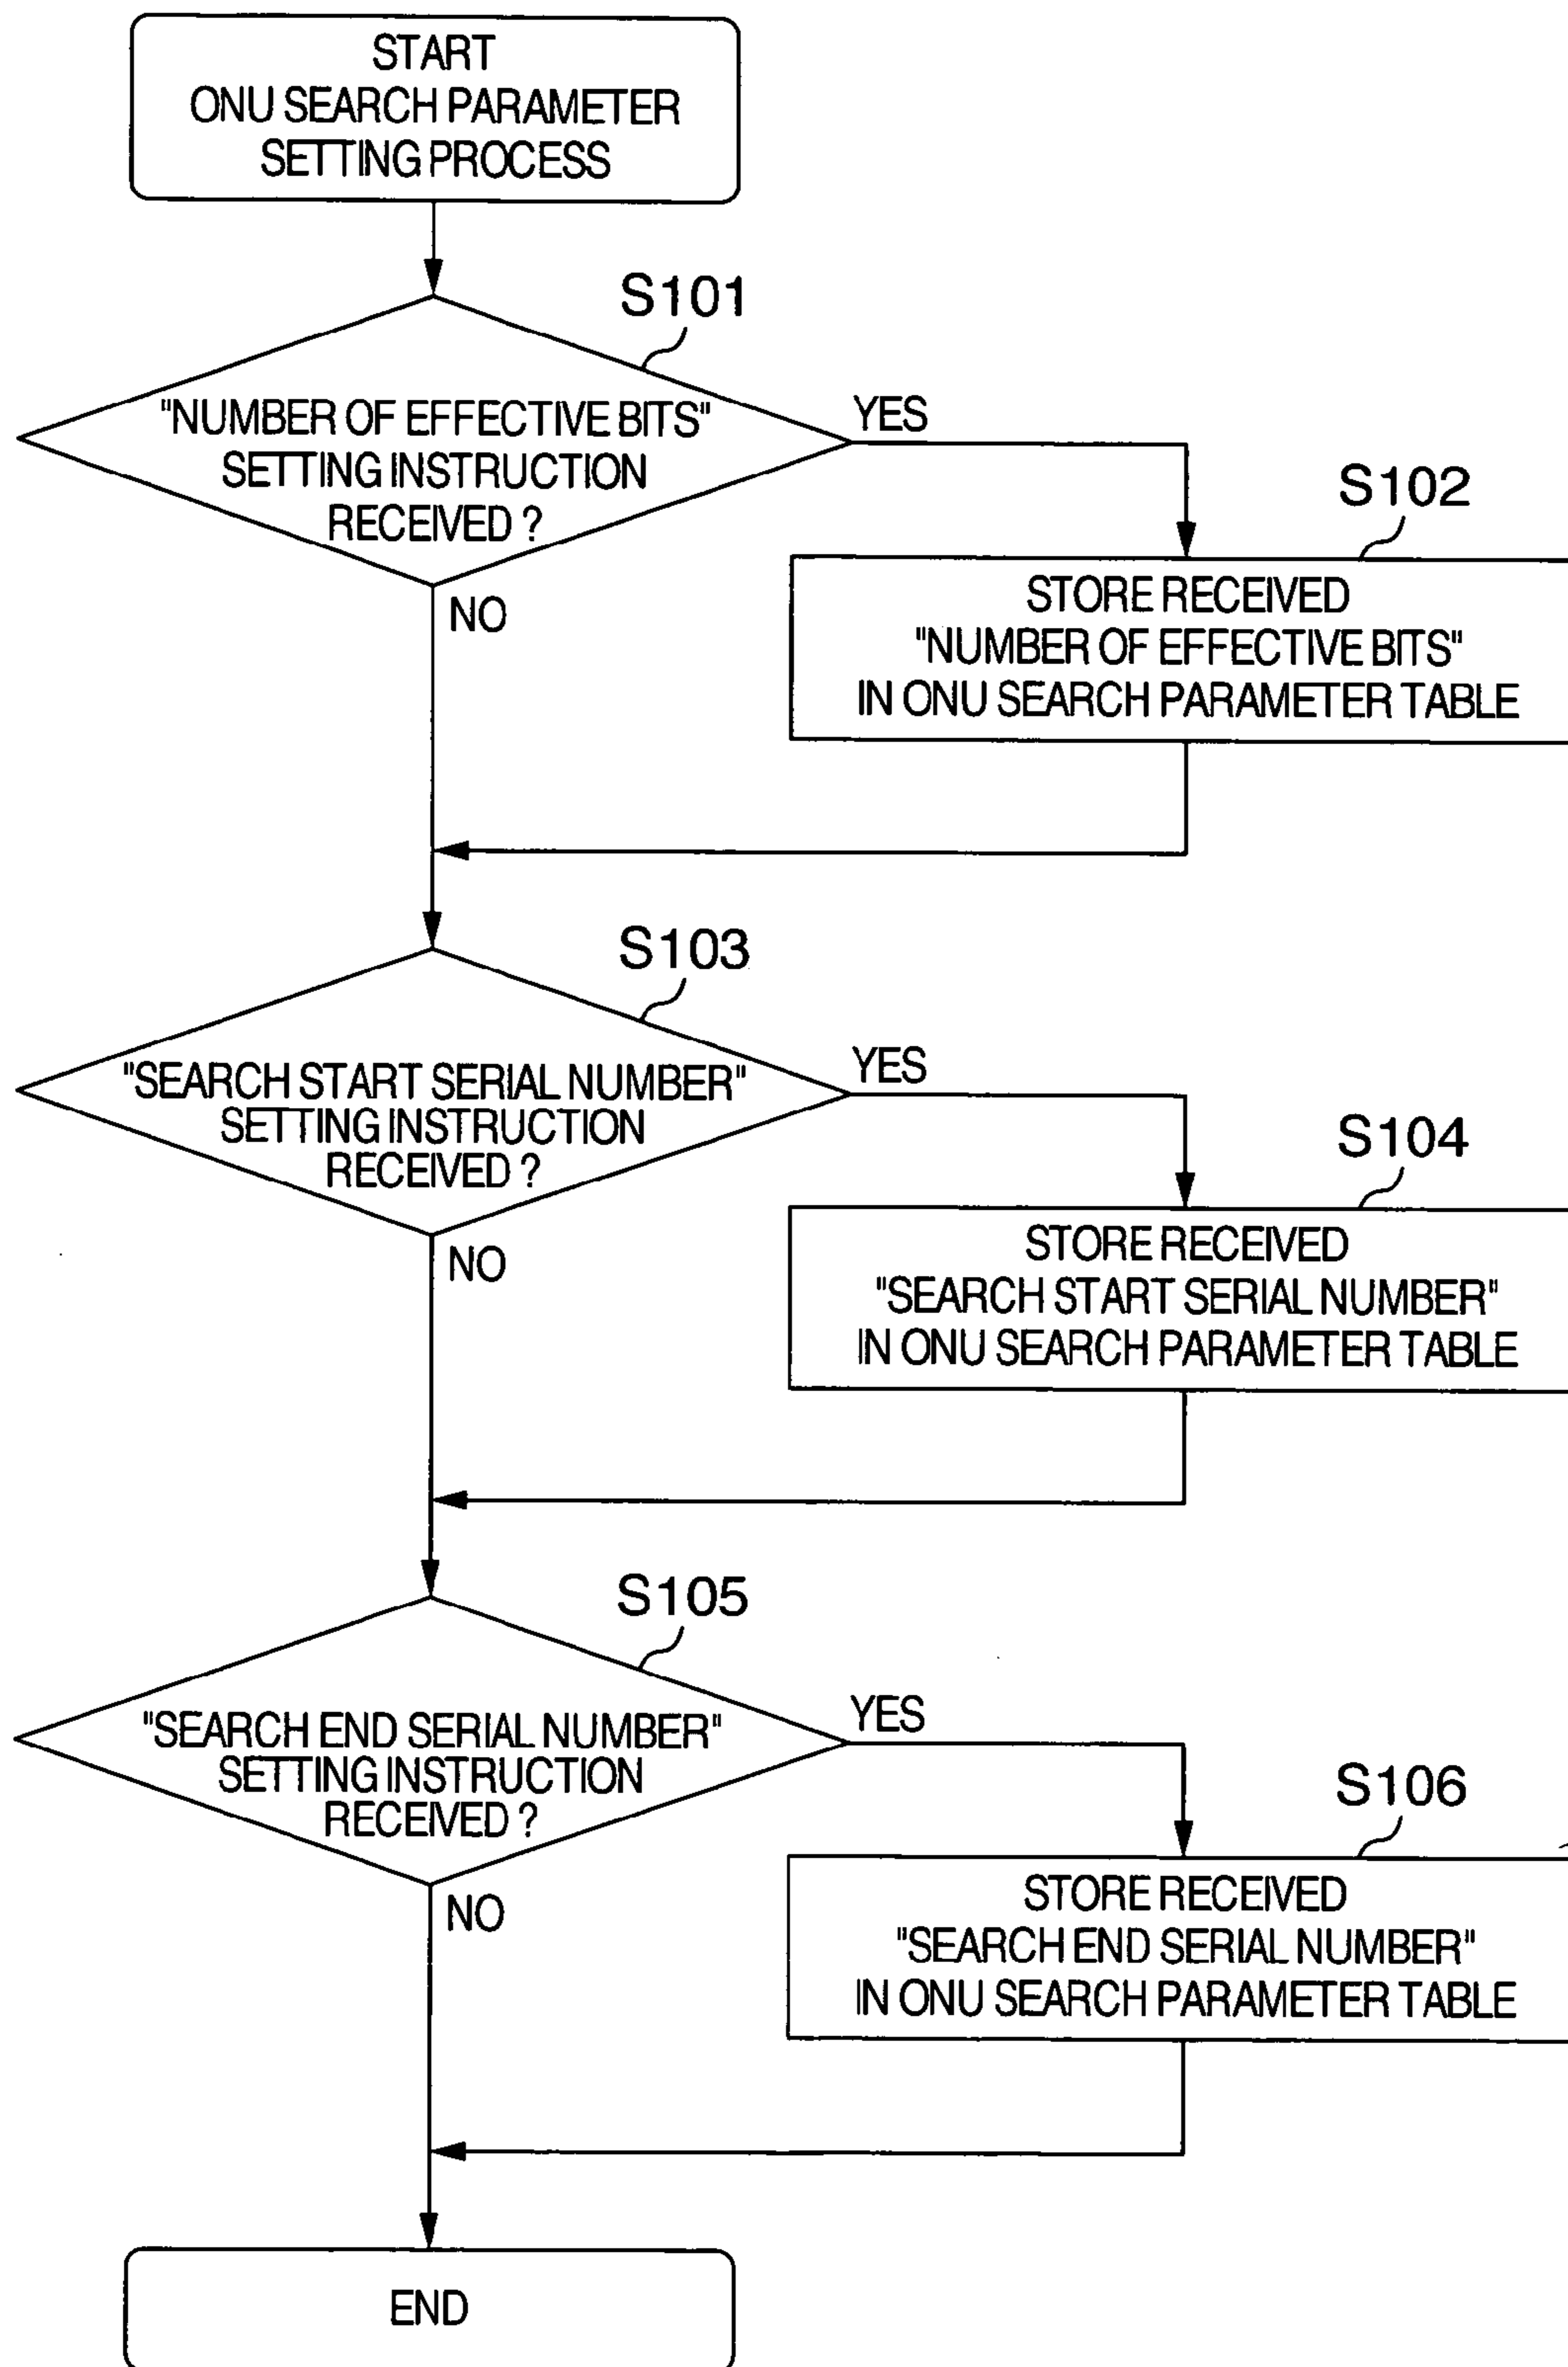 START
ONU SEARCH PARAMETER
SETTING PROCESS
S101
"NUMBER OF EFFECTIVE BITS"
SETTING INSTRUCTION
RECEIVED ?
YES
NO
S102
STORE RECEIVED
"NUMBER OF EFFECTIVE BITS"
IN ONU SEARCH PARAMETER TABLE
S103
"SEARCH START SERIAL NUMBER"
SETTING INSTRUCTION
RECEIVED ?
YES
NO
S104
STORE RECEIVED
"SEARCH START SERIAL NUMBER"
IN ONU SEARCH PARAMETER TABLE
S105
"SEARCH END SERIAL NUMBER"
SETTING INSTRUCTION
RECEIVED ?
YES
NO
S106
STORE RECEIVED
"SEARCH END SERIAL NUMBER"
IN ONU SEARCH PARAMETER TABLE
END